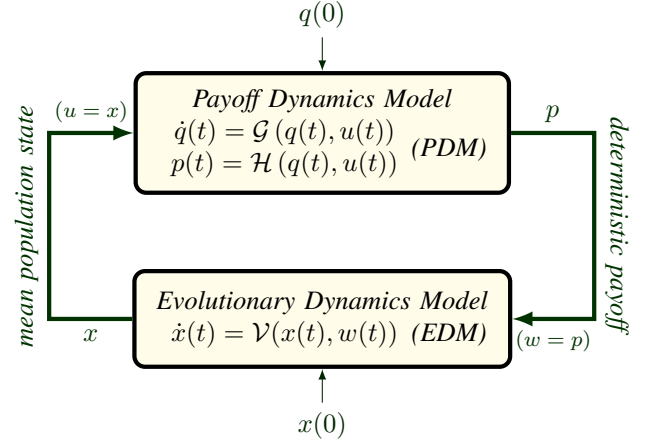 q(0)
(u = x)
Payoff Dynamics Model
q̇(t) = 𝒢 (q(t), u(t))
p(t) = ℋ (q(t), u(t))
(PDM)
p
mean population state
deterministic payoff
Evolutionary Dynamics Model
ẋ(t) = 𝒱(x(t), w(t)) (EDM)
x
(w = p)
x(0)